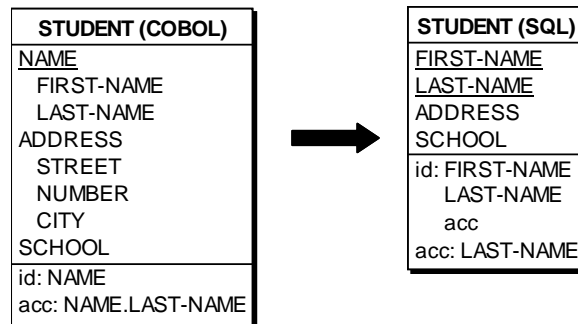 STUDENT (COBOL)
NAME
FIRST-NAME
LAST-NAME
ADDRESS
STREET
NUMBER
CITY
SCHOOL
id: NAME
acc: NAME.LAST-NAME
STUDENT (SQL)
FIRST-NAME
LAST-NAME
ADDRESS
SCHOOL
id: FIRST-NAME
LAST-NAME
acc
acc: LAST-NAME